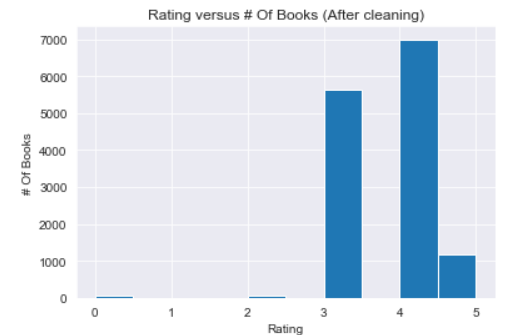 Rating versus # Of Books (After cleaning)
7000
6000
5000
4000
3000
2000
1000
0
# Of Books
0 1 2 3 4 5
Rating